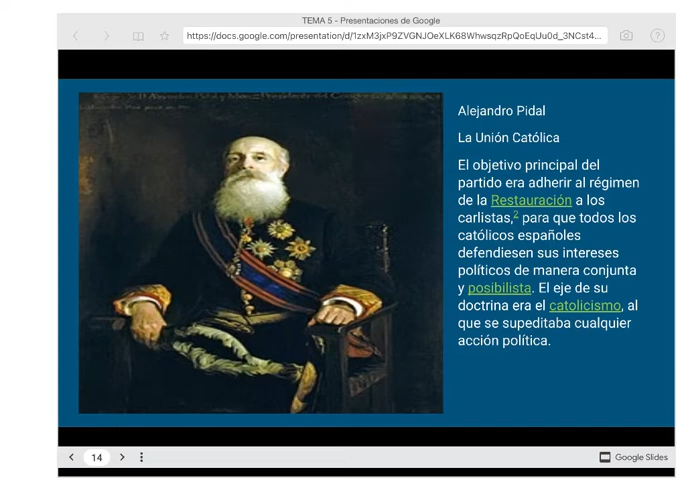 TEMA 5 - Presentaciones de Google
https://docs.google.com/presentation/d/1zxM3jxP9ZVGNJOeXLK68WhwsqzRpQoEqUu0d_3NCst4...
Alejandro Pidal
La Unión Católica
El objetivo principal del
partido era adherir al régimen
de la Restauración a los
carlistas,2 para que todos los
católicos españoles
defendiesen sus intereses
políticos de manera conjunta
y posibilista. El eje de su
doctrina era el catolicismo, al
que se supeditaba cualquier
acción política.
14
Google Slides